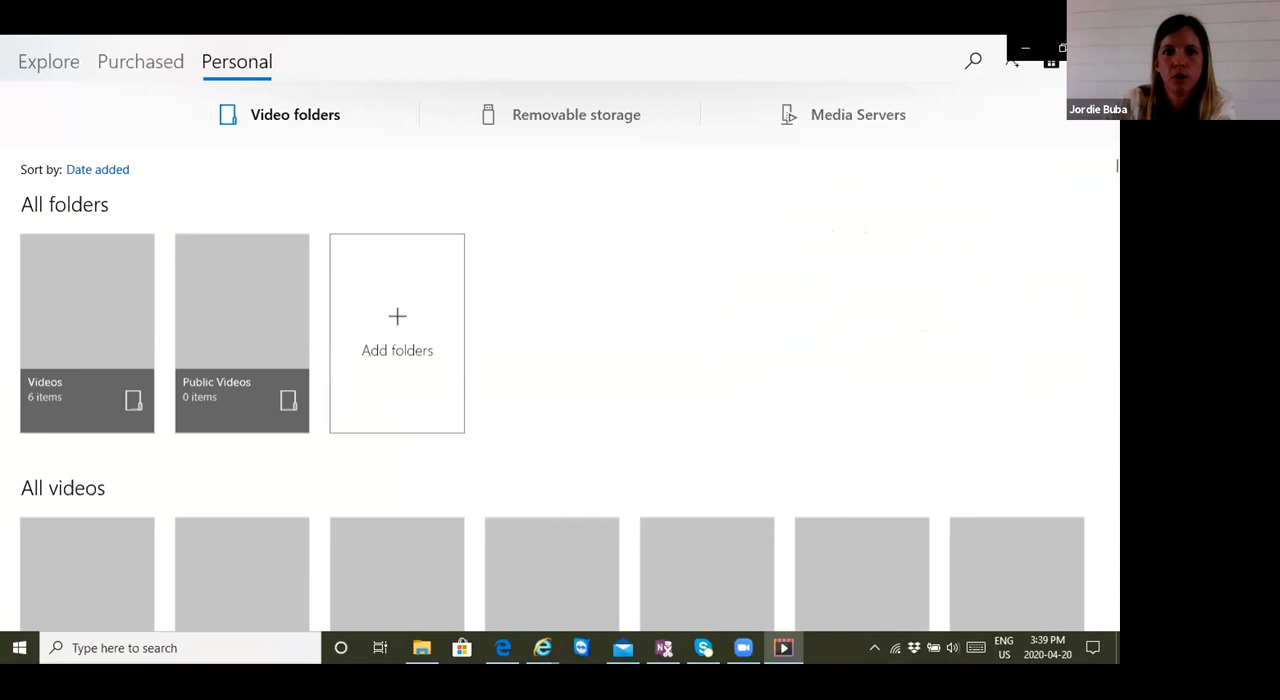 Explore Purchased Personal
Jordie Buba
Video folders Removable storage Media Servers
Sort by: Date added
All folders
Add folders
Videos
6 items
Public Videos
0 items
All videos
Type here to search
ENG
US
3:39 PM
2020-04-20